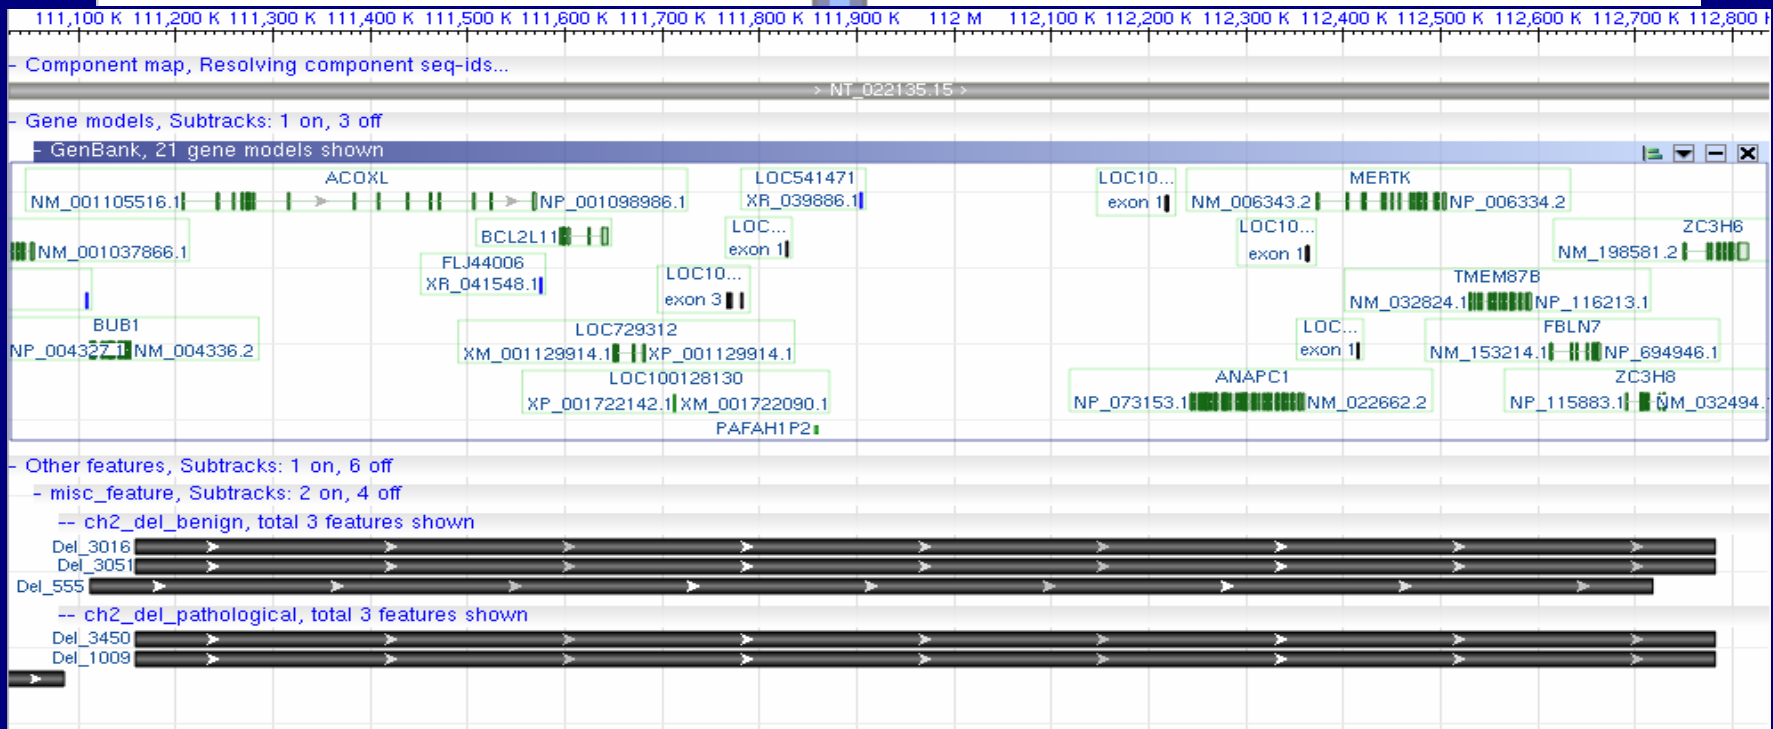 111,100 K 111,200 K 111,300 K 111,400 K 111,500 K 111,600 K 111,700 K 111,800 K 111,900 K 112 M 112,100 K 112,200 K 112,300 K 112,400 K 112,500 K 112,600 K 112,700 K 112,800 K
- Component map, Resolving component seq-ids...
> NT_022135.15 >
- Gene models, Subtracks: 1 on, 3 off
- GenBank, 21 gene models shown
ACOXL LOC541471 LOC10... MERTK
NM_001105516.1 NP_001098986.1 XR_039886.1 exon 1 NM_006343.2 NP_006334.2
BCL2L11 LOC... LOC10... ZC3H6
NM_001037866.1 exon 1 exon 1 NM_198581.2
FLJ44006 LOC10... TMEM87B
XR_041548.1 exon 3 NM_032824.1 NP_116213.1
BUB1 LOC729312 LOC... FBLN7
NP_004327.1 NM_004336.2 XM_001129914.1 XP_001129914.1 exon 1 NM_153214.1 NP_694946.1
LOC100128130 ANAPC1 ZC3H8
XP_001722142.1 XM_001722090.1 NP_073153.1 NM_022662.2 NP_115883.1 NM_032494.
PAFAH1P2
- Other features, Subtracks: 1 on, 6 off
- misc_feature, Subtracks: 2 on, 4 off
-- ch2_del_benign, total 3 features shown
Del_3016
Del_3051
Del_555
-- ch2_del_pathological, total 3 features shown
Del_3450
Del_1009